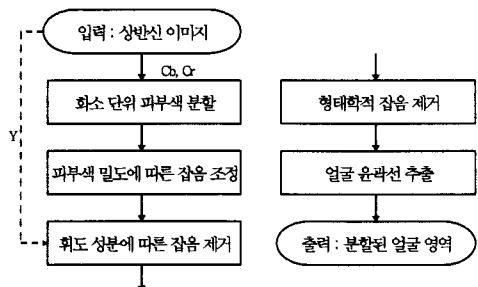 입력 : 상반신 이미지
Cb, Cr
화소 단위 피부색 분할
Y
피부색 밀도에 따른 잡음 조정
휘도 성분에 따른 잡음 제거
형태학적 잡음 제거
얼굴 윤곽선 추출
출력 : 분할된 얼굴 영역